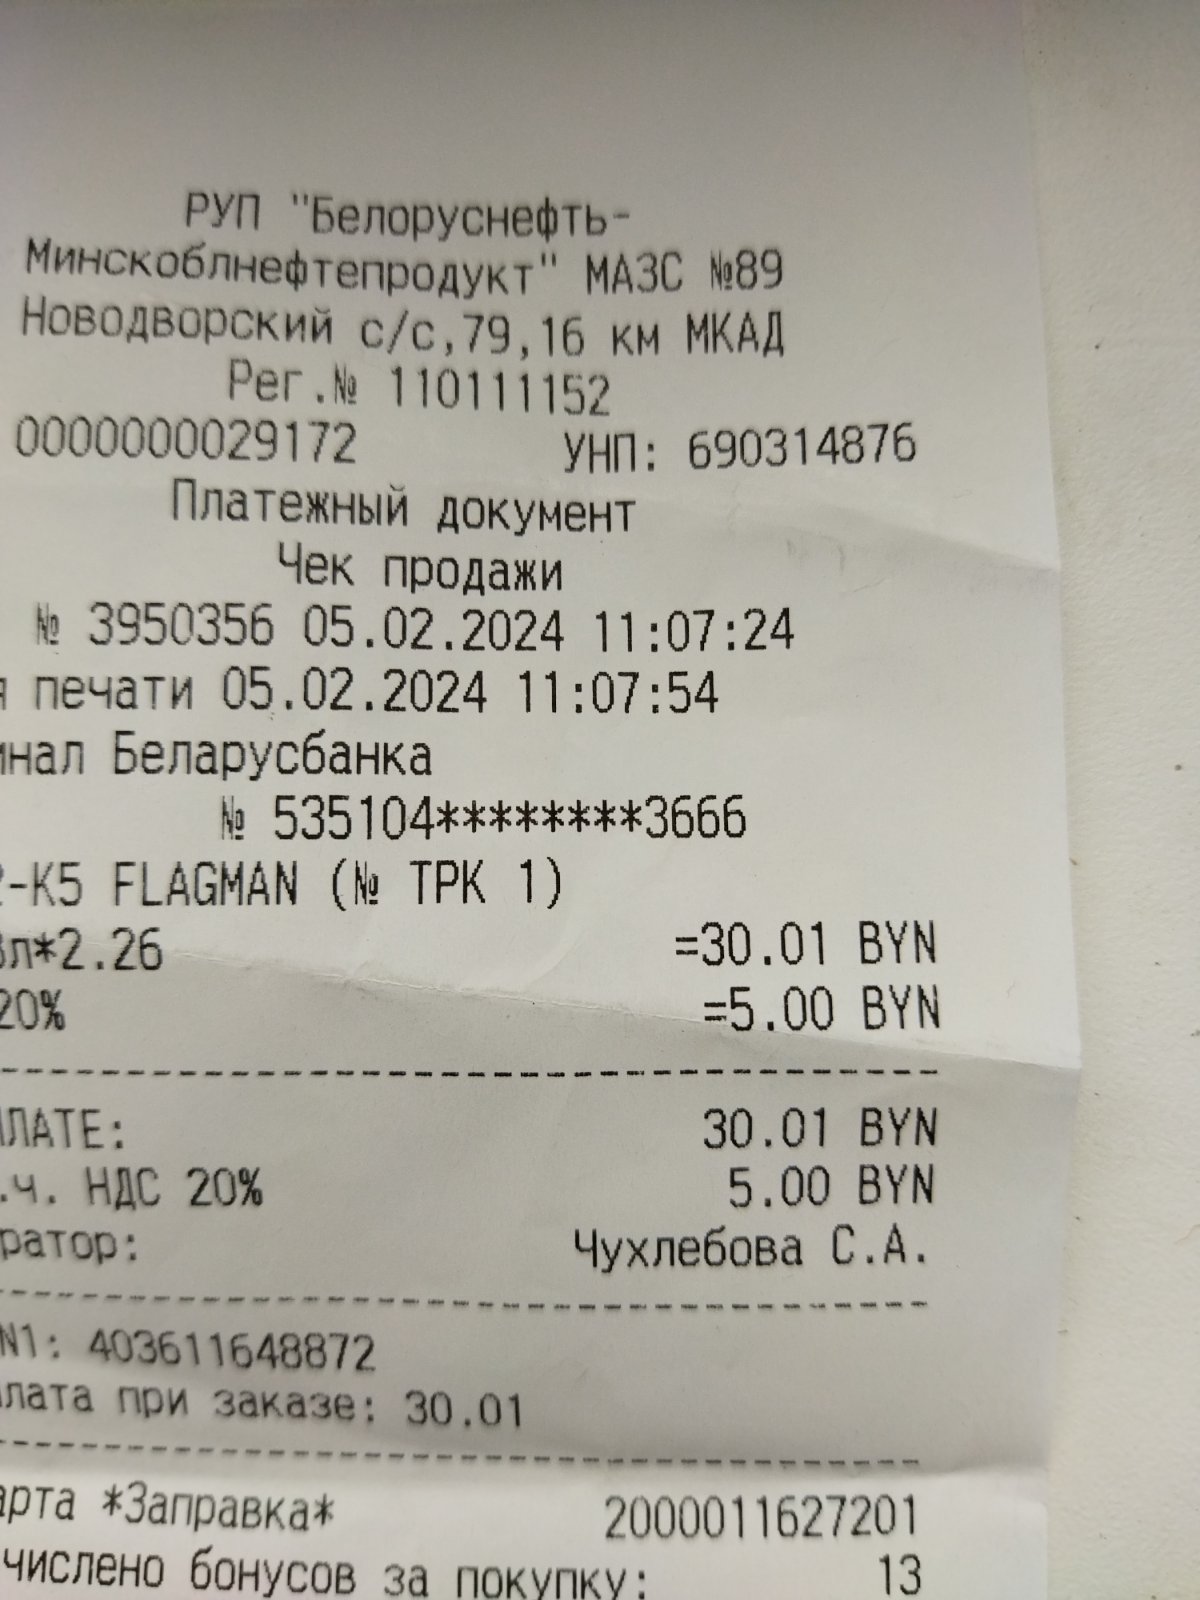 РУП "Белоруснефть-
Минскоблнефтепродукт" МАЗС №89
Новодворский с/с,79,16 км МКАД
Рег.№ 110111152
0000000029172 УНП: 690314876
Платежный документ
Чек продажи
№ 3950356 05.02.2024 11:07:24
я печати 05.02.2024 11:07:54
инал Беларусбанка
№ 535104********3666
-К5 FLAGMAN (№ ТРК 1)
л*2.26 =30.01 BYN
20% =5.00 BYN
ЛАТЕ: 30.01 BYN
.ч. НДС 20% 5.00 BYN
ратор: Чухлебова С.А.
N1: 403611648872
лата при заказе: 30.01
арта *Заправка* 2000011627201
числено бонусов за покупку: 13